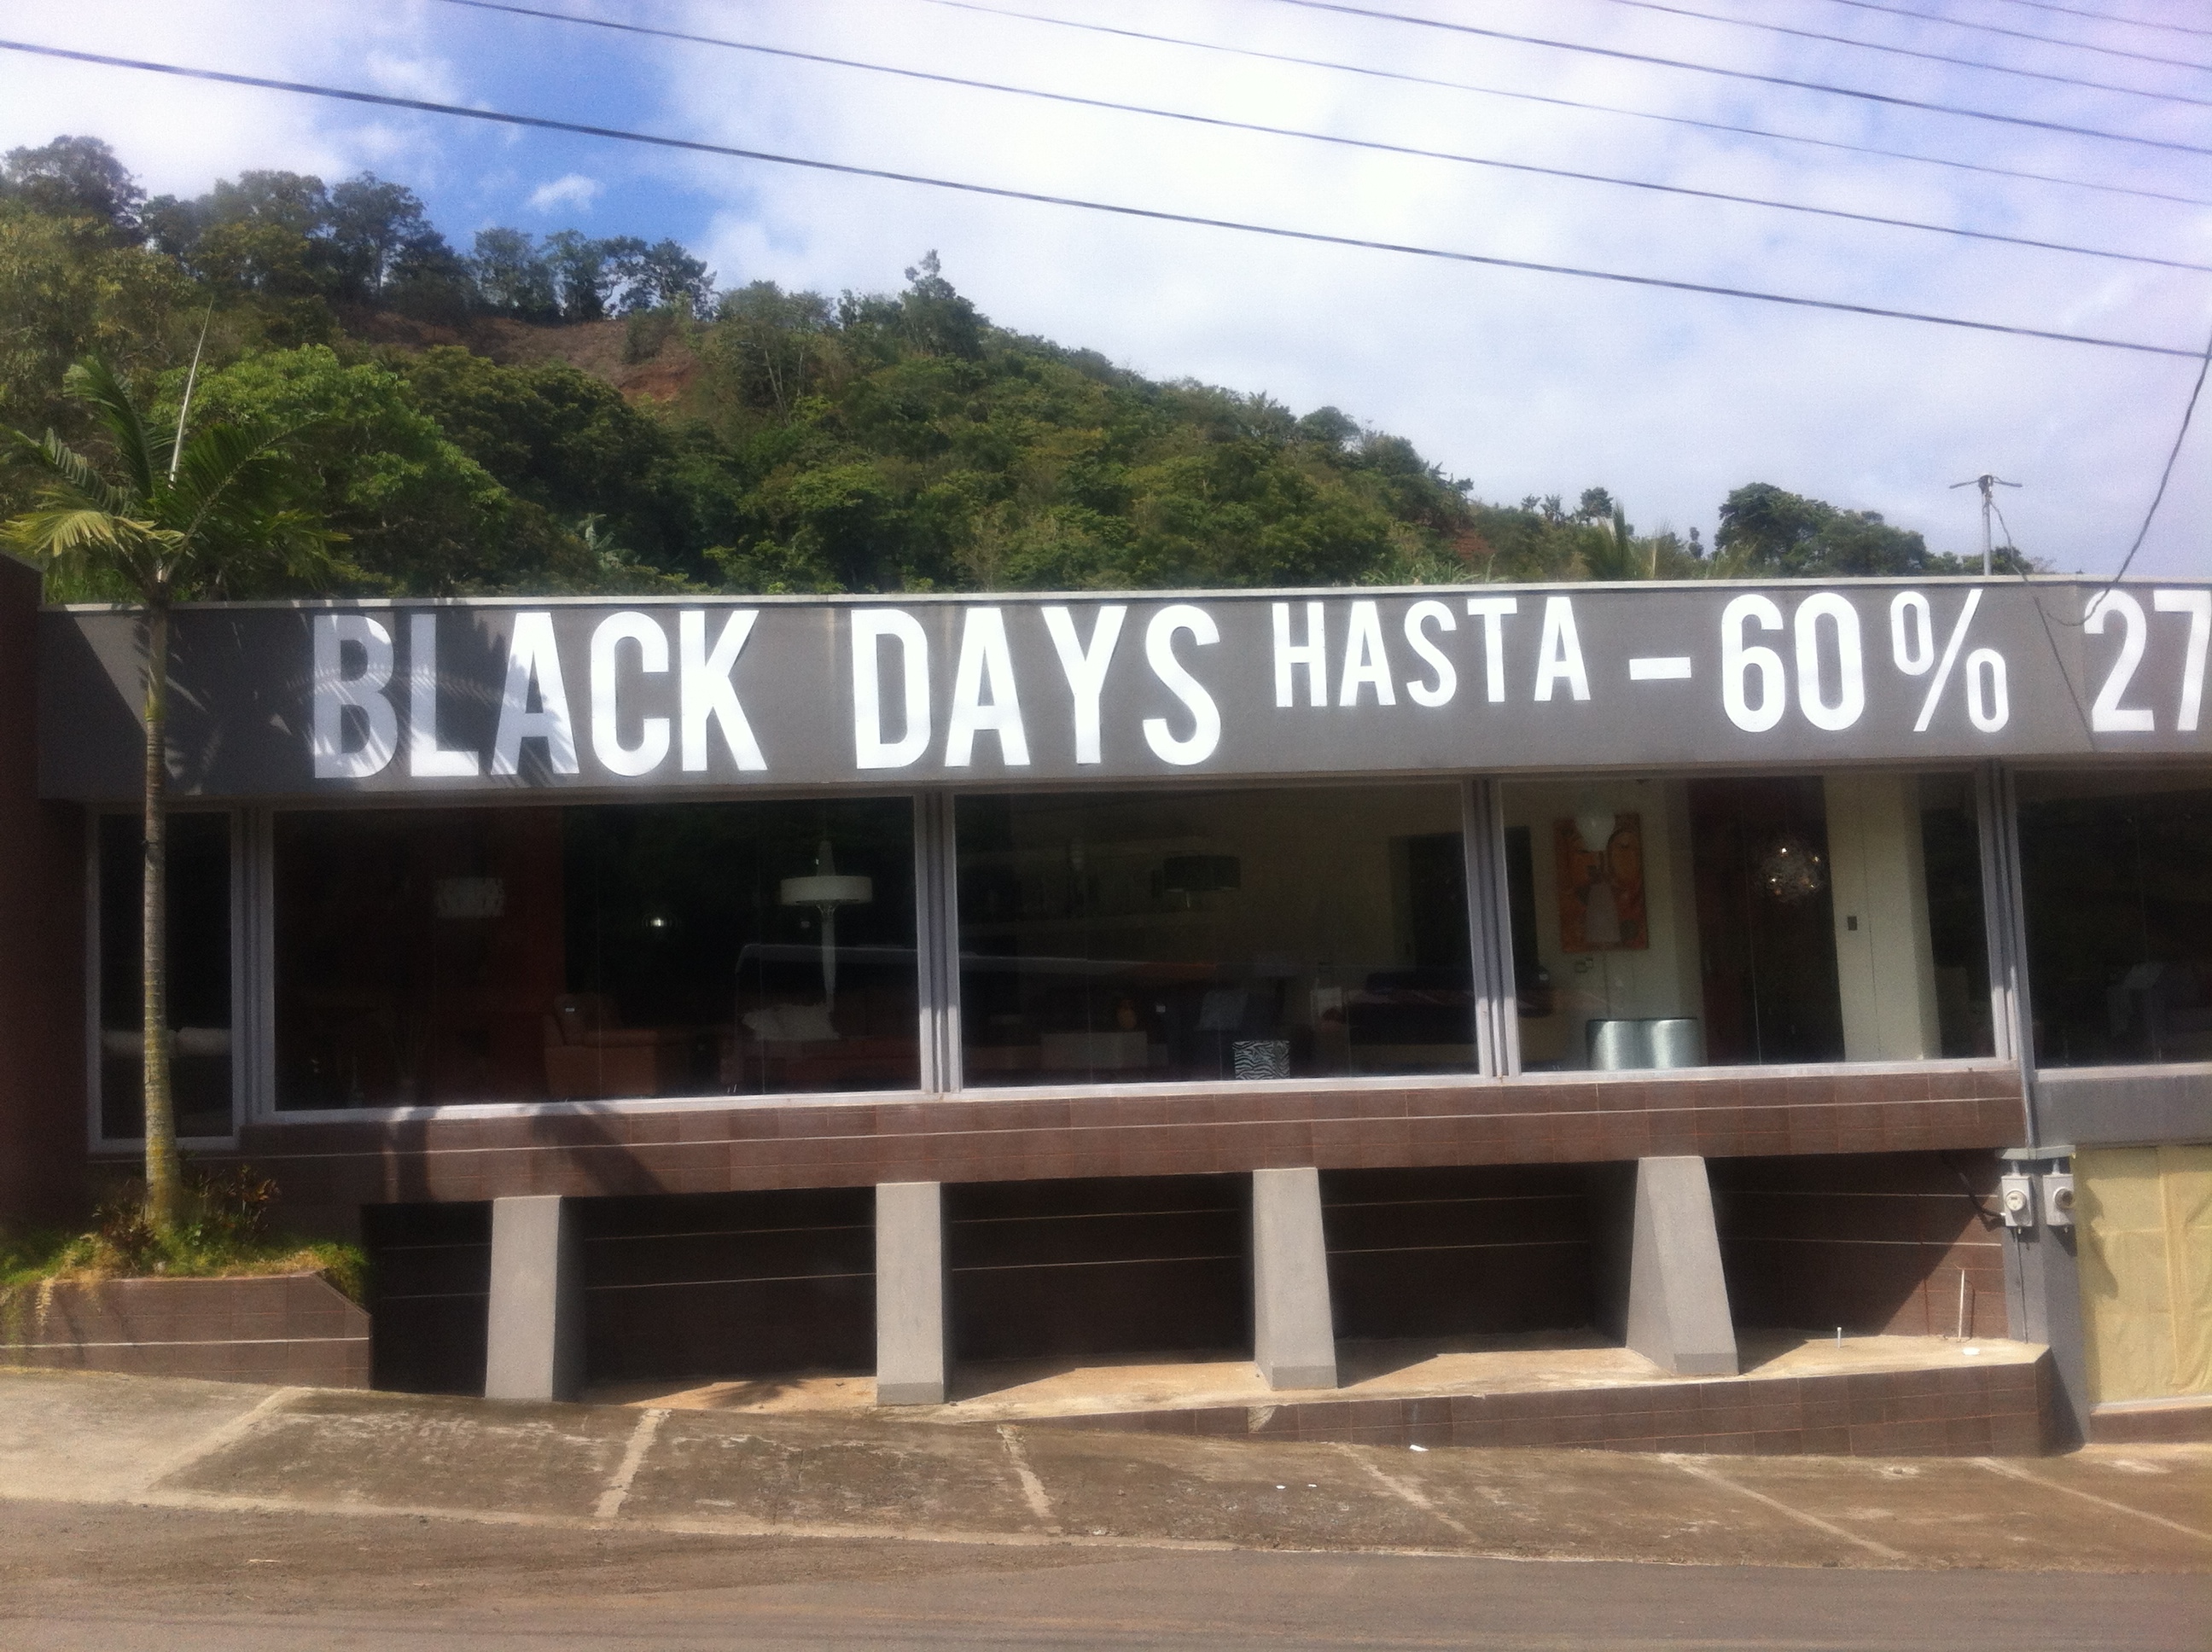 BLACK DAYS HASTA -60% 27